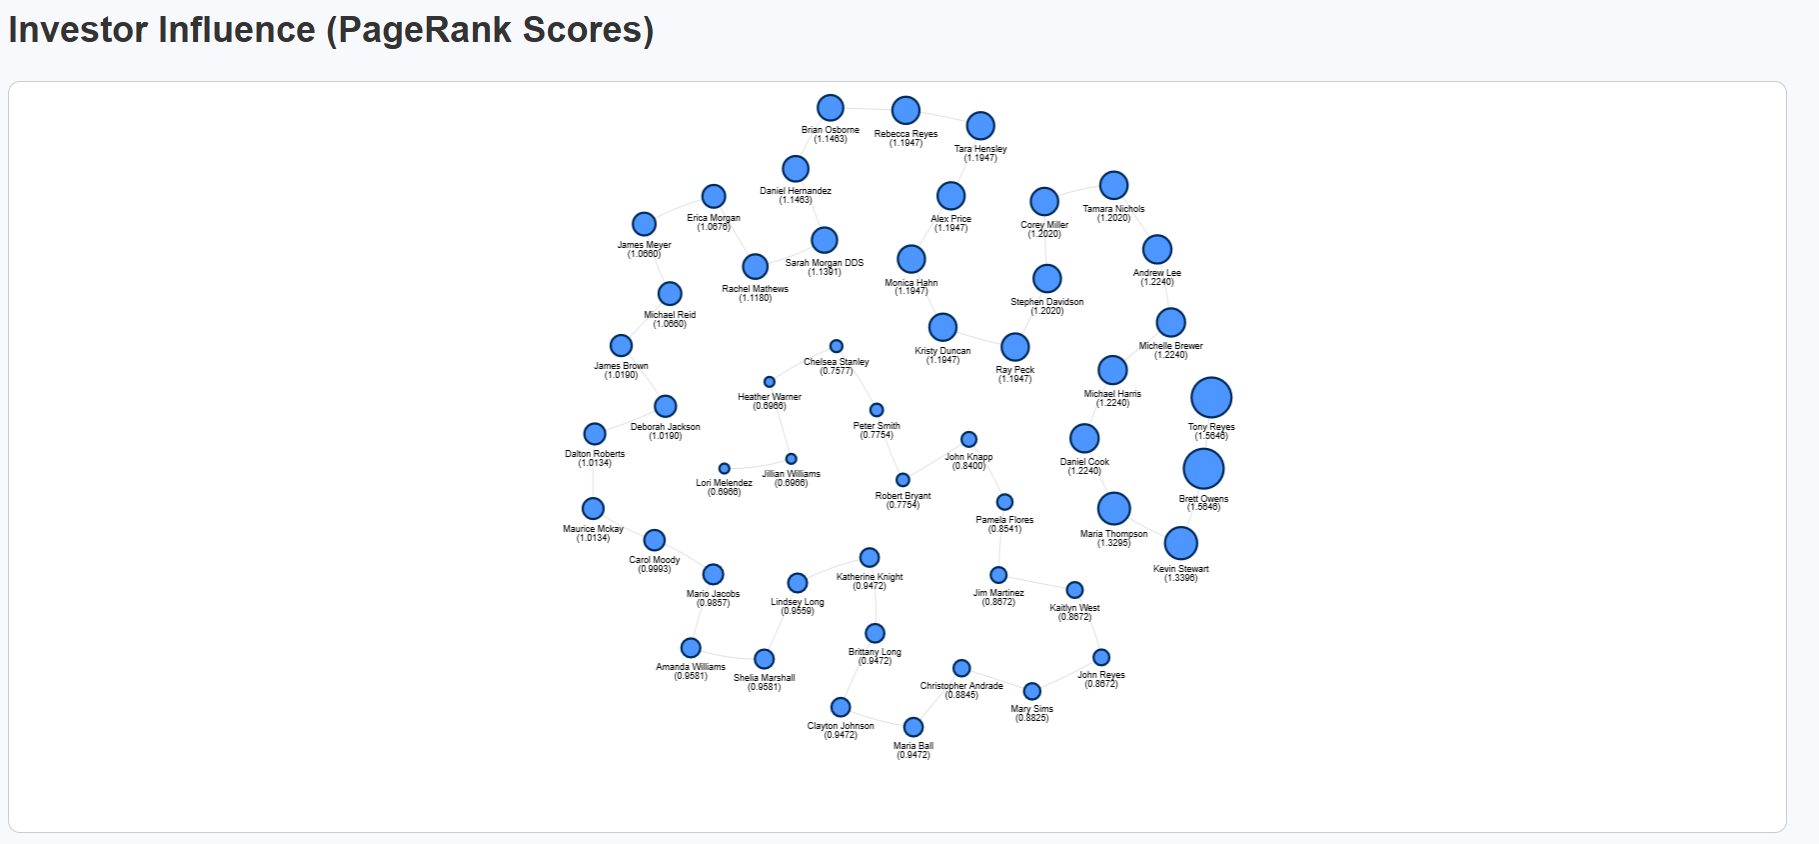 Investor Influence (PageRank Scores)
Brian Osborne
(1.1463)
Rebecca Reyes
(1.1947)
Tara Hensley
(1.1947)
Daniel Hernandez
(1.1463)
Erica Morgan
(1.0676)
James Meyer
(1.0660)
Sarah Morgan DDS
(1.1391)
Rachel Mathews
(1.1180)
Alex Price
(1.1947)
Corey Miller
(1.2020)
Tamara Nichols
(1.2020)
Andrew Lee
(1.2240)
Monica Hahn
(1.1947)
Stephen Davidson
(1.2020)
Michael Reid
(1.0660)
Michelle Brewer
(1.2240)
Kristy Duncan
(1.1947)
Ray Peck
(1.1947)
James Brown
(1.0190)
Chelsea Stanley
(0.7577)
Heather Warner
(0.6966)
Michael Harris
(1.2240)
Deborah Jackson
(1.0190)
Peter Smith
(0.7754)
Tony Reyes
(1.5646)
Dalton Roberts
(1.0134)
John Knapp
(0.8400)
Daniel Cook
(1.2240)
Lori Melendez
(0.6966)
Jillian Williams
(0.6966)
Robert Bryant
(0.7754)
Brett Owens
(1.5646)
Maurice Mckay
(1.0134)
Pamela Flores
(0.8541)
Maria Thompson
(1.3295)
Carol Moody
(0.9993)
Kevin Stewart
(1.3396)
Mario Jacobs
(0.9857)
Lindsey Long
(0.9559)
Katherine Knight
(0.9472)
Jim Martinez
(0.8672)
Kaitlyn West
(0.8672)
Amanda Williams
(0.9581)
Shelia Marshall
(0.9581)
Brittany Long
(0.9472)
Christopher Andrade
(0.8845)
John Reyes
(0.8672)
Mary Sims
(0.8825)
Clayton Johnson
(0.9472)
Maria Ball
(0.9472)